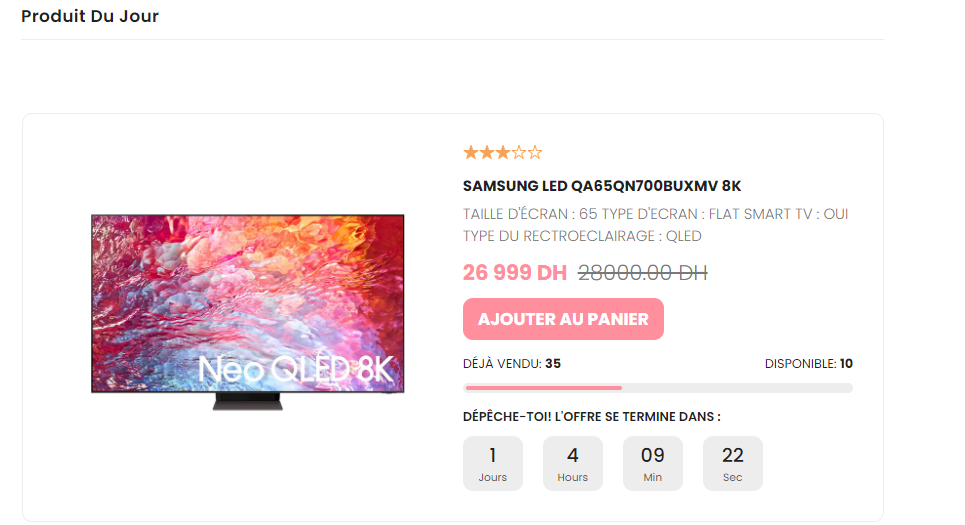 Produit Du Jour
SAMSUNG LED QA65QN700BUXMV 8K
TAILLE D'ÉCRAN : 65 TYPE D'ECRAN : FLAT SMART TV : OUI
TYPE DU RECTROECLAIRAGE : QLED
26 999 DH 28000.00 DH
AJOUTER AU PANIER
DÉJÀ VENDU: 35 DISPONIBLE: 10
DÉPÊCHE-TOI! L'OFFRE SE TERMINE DANS :
1 4 09 22
Jours Hours Min Sec
Neo QLED 8K